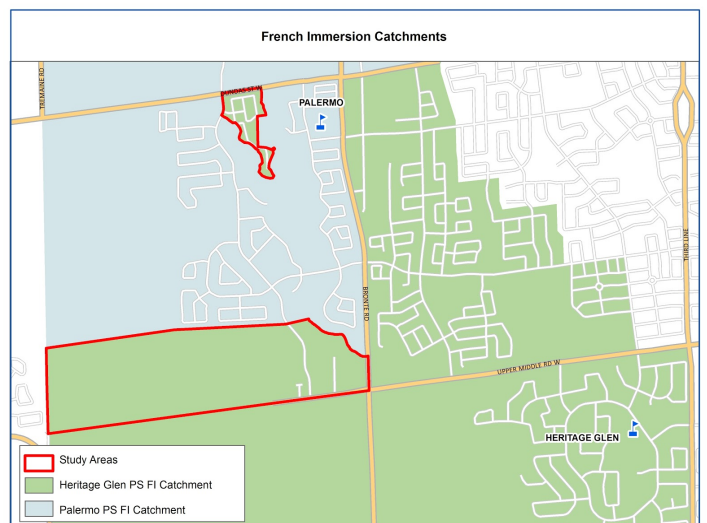 French Immersion Catchments
TREMAINE RD
DUNDAS ST W
PALERMO
THIRD LINE
BRONTE RD
UPPER MIDDLE RD W
HERITAGE GLEN
Study Areas
Heritage Glen PS FI Catchment
Palermo PS FI Catchment